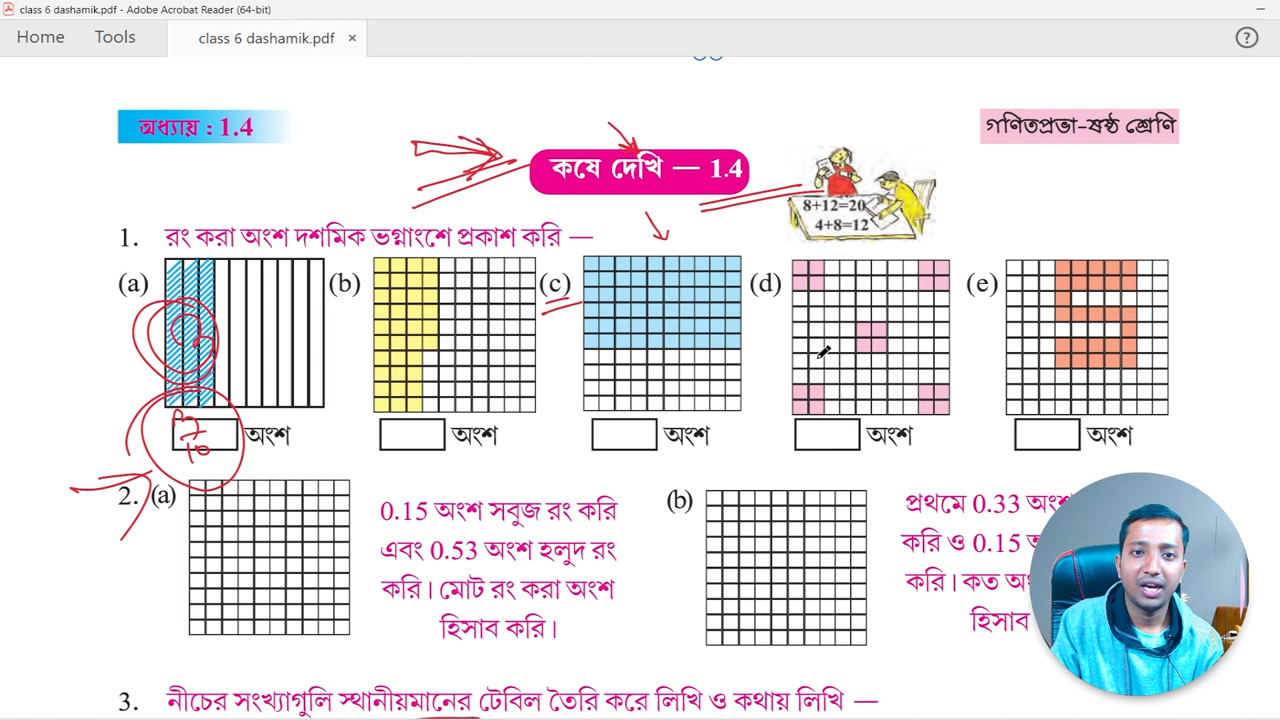 class 6 dashamik.pdf - Adobe Acrobat Reader (64-bit)
Home Tools class 6 dashamik.pdf ×
অধ্যায় : 1.4
গণিতপ্রভা-ষষ্ঠ শ্রেণি
কষে দেখি — 1.4
8+12=20
4+8=12
1. রং করা অংশ দশমিক ভগ্নাংশে প্রকাশ করি —
(a) (b) (c) (d) (e)
3
3/10
অংশ অংশ অংশ অংশ অংশ
2. (a)
0.15 অংশ সবুজ রং করি
এবং 0.53 অংশ হলুদ রং
করি। মোট রং করা অংশ
হিসাব করি।
(b)
প্রথমে 0.33 অংশ
করি ও 0.15
করি। কত
হিসাব
3. নীচের সংখ্যাগুলি স্থানীয়মানের টেবিল তৈরি করে লিখি ও কথায় লিখি —